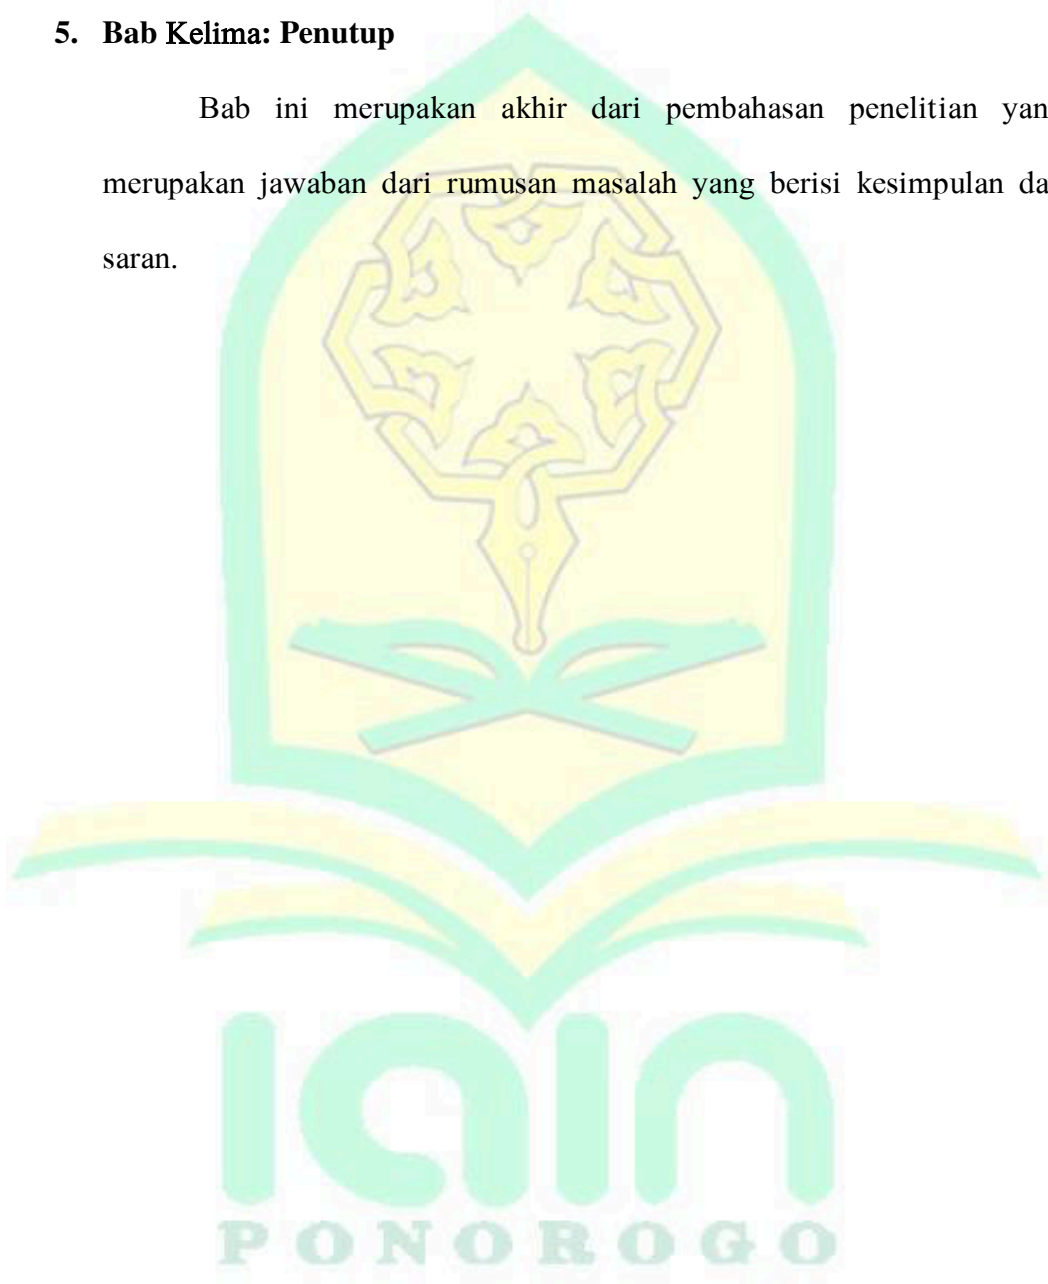 5. Bab Kelima: Penutup
Bab ini merupakan akhir dari pembahasan penelitian yan
merupakan jawaban dari rumusan masalah yang berisi kesimpulan da
saran.
iain
PONOROGO